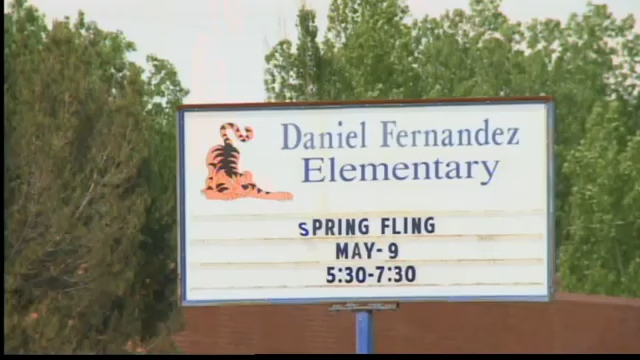 Daniel Fernandez
Elementary
SPRING FLING
MAY-9
5:30-7:30